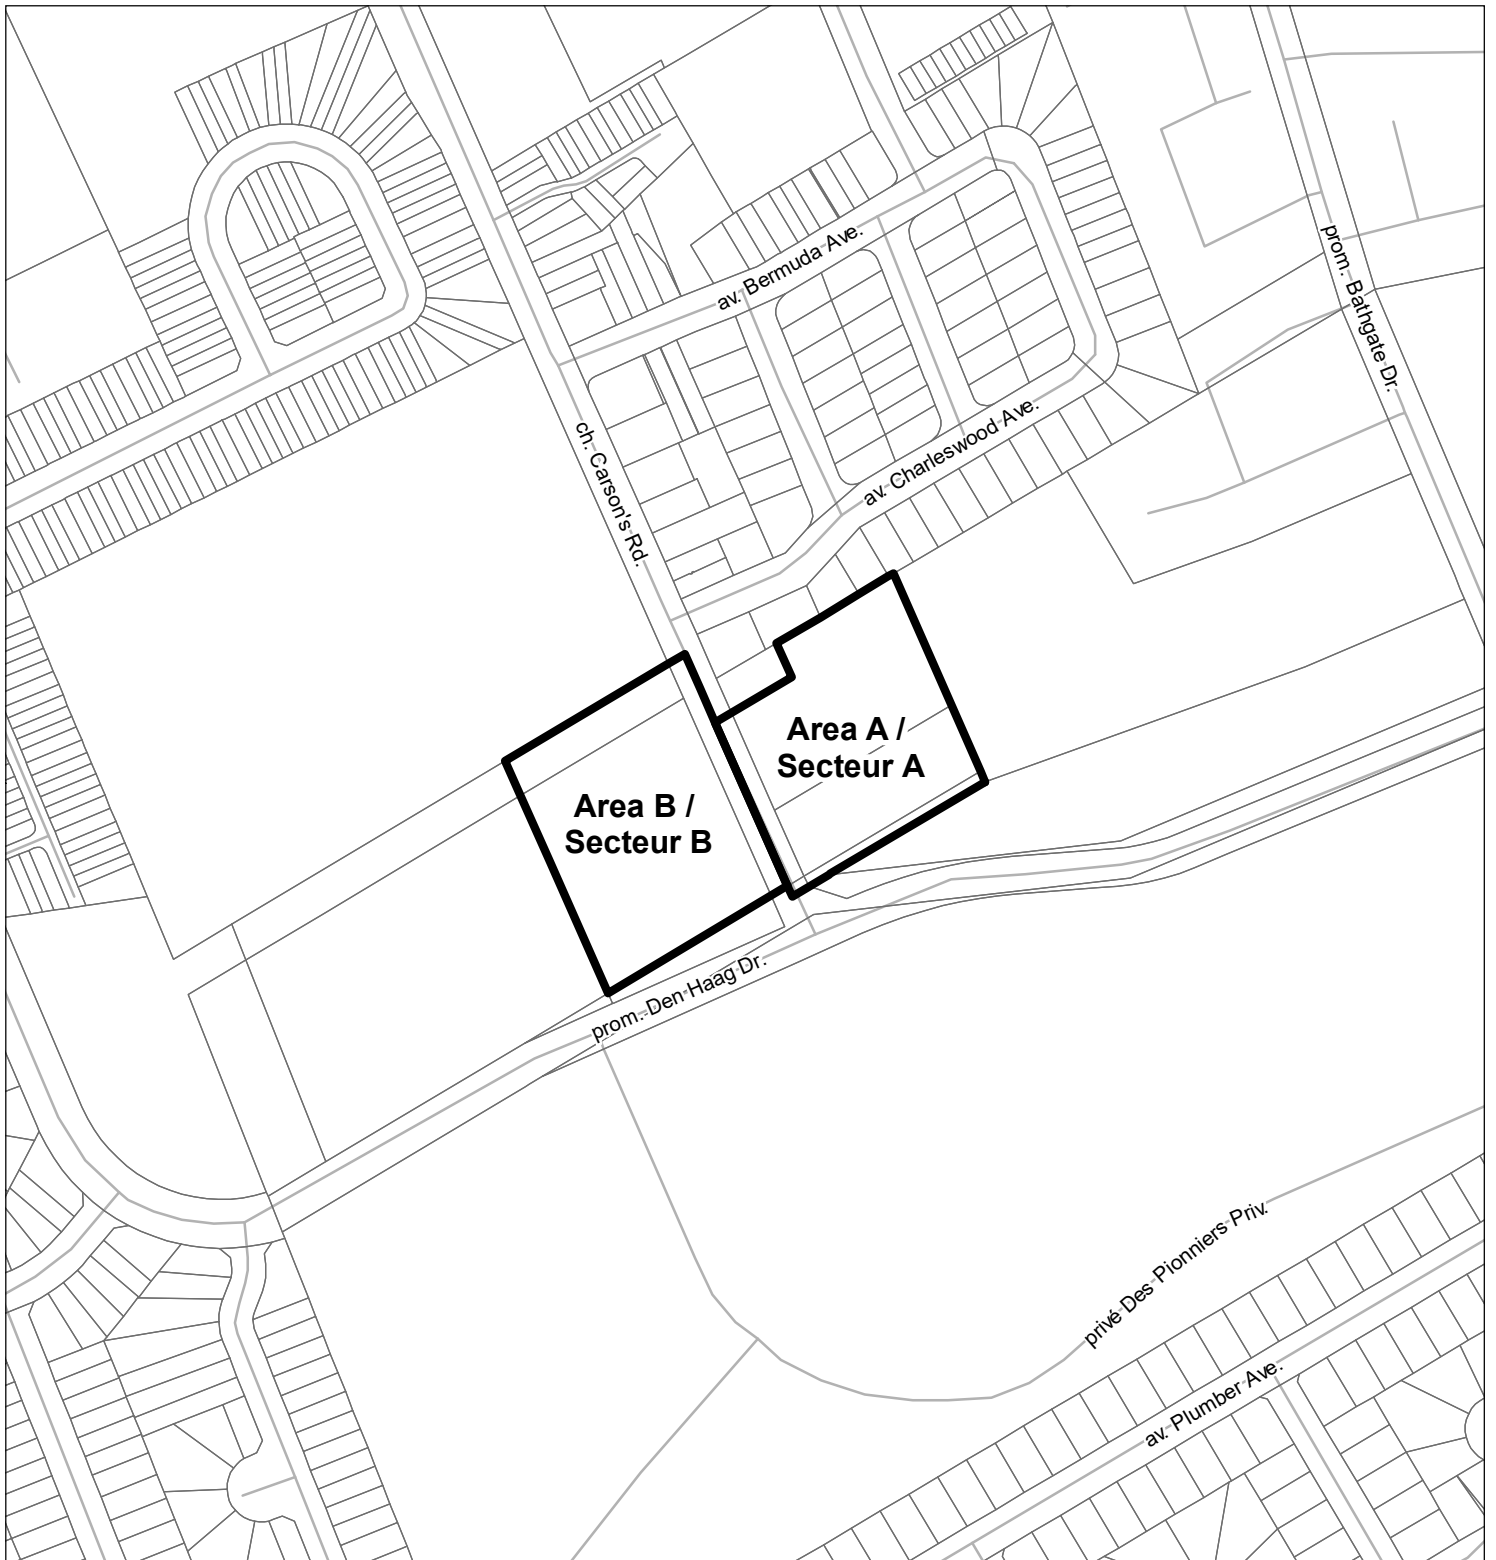 av. Bermuda Ave.
prom. Bathgate Dr.
ch. Carson's Rd.
av. Charleswood Ave.
Area A /
Secteur A
Area B /
Secteur B
prom. Den Haag Dr.
privé Des Pionniers Priv.
av. Plumber Ave.